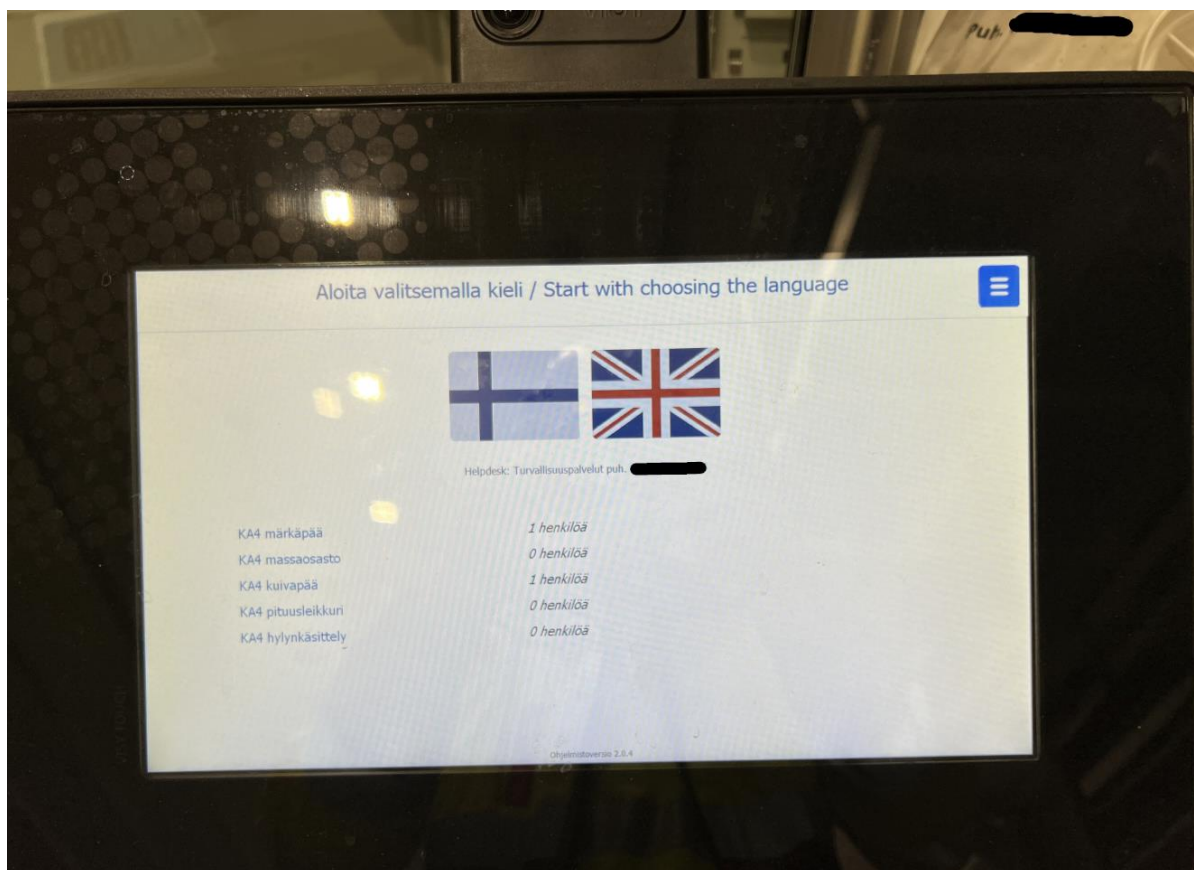 Puh.
Aloita valitsemalla kieli / Start with choosing the language
Helpdesk: Turvallisuuspalvelut puh.
KA4 märkäpää 1 henkilöä
KA4 massaosasto 0 henkilöä
KA4 kuivapää 1 henkilöä
KA4 pituusleikkuri 0 henkilöä
KA4 hylynkäsittely 0 henkilöä
Ohjelmistoversio 2.0.4